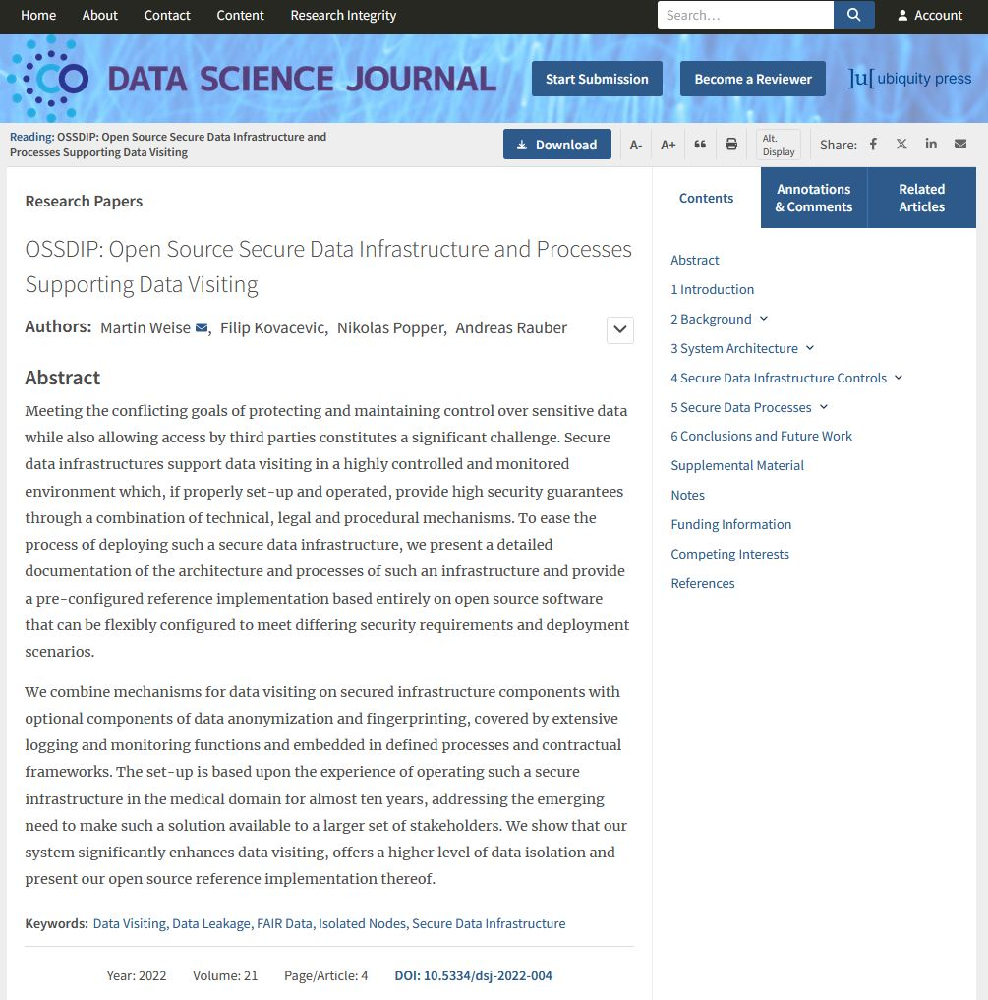 Home About Contact Content Research Integrity Search... Account
DATA SCIENCE JOURNAL Start Submission Become a Reviewer ]u[ ubiquity press
Reading: OSSDIP: Open Source Secure Data Infrastructure and
Processes Supporting Data Visiting
Download A- A+ “ Alt.
Display
Share:
Research Papers
OSSDIP: Open Source Secure Data Infrastructure and Processes
Supporting Data Visiting
Authors: Martin Weise, Filip Kovacevic, Nikolas Popper, Andreas Rauber
Abstract
Meeting the conflicting goals of protecting and maintaining control over sensitive data
while also allowing access by third parties constitutes a significant challenge. Secure
data infrastructures support data visiting in a highly controlled and monitored
environment which, if properly set-up and operated, provide high security guarantees
through a combination of technical, legal and procedural mechanisms. To ease the
process of deploying such a secure data infrastructure, we present a detailed
documentation of the architecture and processes of such an infrastructure and provide
a pre-configured reference implementation based entirely on open source software
that can be flexibly configured to meet differing security requirements and deployment
scenarios.
We combine mechanisms for data visiting on secured infrastructure components with
optional components of data anonymization and fingerprinting, covered by extensive
logging and monitoring functions and embedded in defined processes and contractual
frameworks. The set-up is based upon the experience of operating such a secure
infrastructure in the medical domain for almost ten years, addressing the emerging
need to make such a solution available to a larger set of stakeholders. We show that our
system significantly enhances data visiting, offers a higher level of data isolation and
present our open source reference implementation thereof.
Keywords: Data Visiting, Data Leakage, FAIR Data, Isolated Nodes, Secure Data Infrastructure
Year: 2022 Volume: 21 Page/Article: 4 DOI: 10.5334/dsj-2022-004
Contents
Annotations
& Comments
Related
Articles
Abstract
1 Introduction
2 Background
3 System Architecture
4 Secure Data Infrastructure Controls
5 Secure Data Processes
6 Conclusions and Future Work
Supplemental Material
Notes
Funding Information
Competing Interests
References